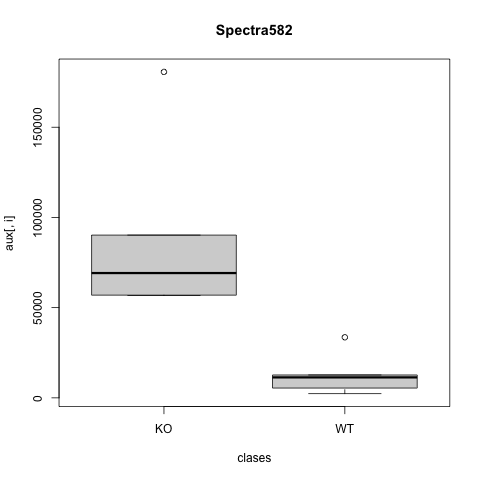 Spectra582
aux[, i]
150000
100000
50000
0
KO
WT
clases